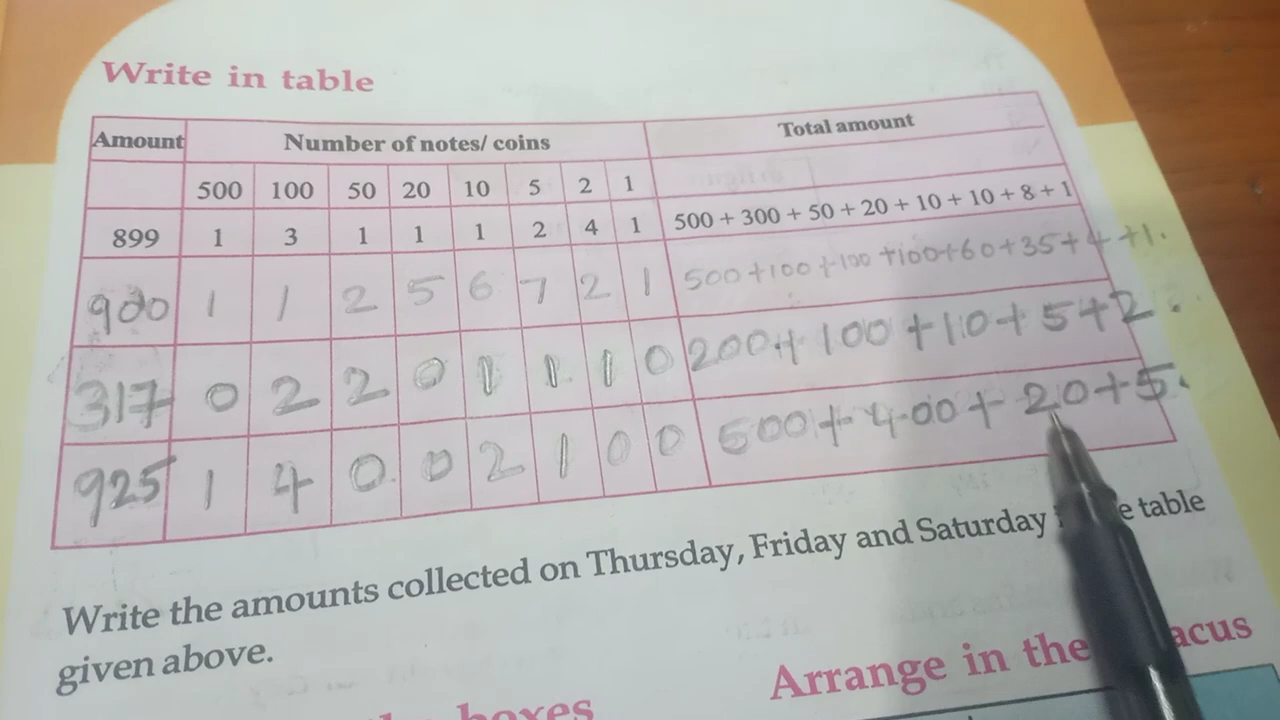 Write in table
Amount Number of notes/ coins Total amount
500 100 50 20 10 5 2 1
899 1 3 1 1 1 2 4 1 500 + 300 + 50 + 20 + 10 + 10 + 8 + 1
900 1 1 2 5 6 7 2 1 500+100+100+100+60+35+4+1.
317 0 2 2 0 1 1 1 0 200+100+10+5+2.
925 1 4 0 0 2 1 0 0 500+400+20+5.
Write the amounts collected on Thursday, Friday and Saturday e table
given above.
Arrange in the acus
boxes